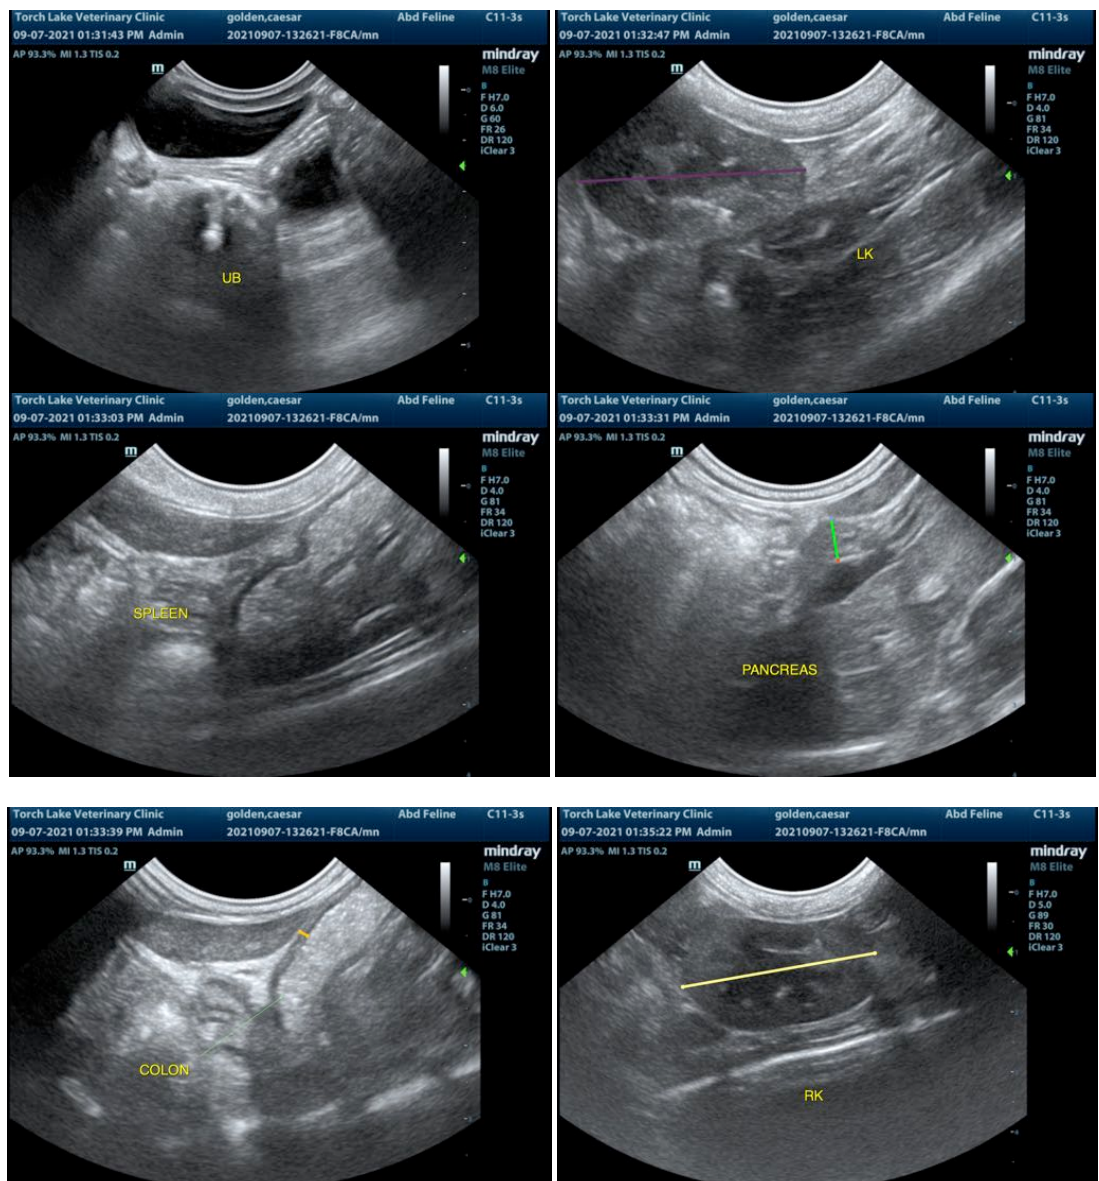 Torch Lake Veterinary Clinic golden,caesar Abd Feline C11-3s
09-07-2021 01:31:43 PM Admin 20210907-132621-F8CA/mn
AP 93.3% MI 1.3 TIS 0.2
mindray
M8 Elite
m
B
F H7.0
D 6.0
G 60
FR 26
DR 120
iClear 3
UB
Torch Lake Veterinary Clinic golden,caesar Abd Feline C11-3s
09-07-2021 01:32:47 PM Admin 20210907-132621-F8CA/mn
AP 93.3% MI 1.3 TIS 0.2
mindray
M8 Elite
m
B
F H7.0
D 4.0
G 81
FR 34
DR 120
iClear 3
LK
Torch Lake Veterinary Clinic golden,caesar Abd Feline C11-3s
09-07-2021 01:33:03 PM Admin 20210907-132621-F8CA/mn
AP 93.3% MI 1.3 TIS 0.2
mindray
M8 Elite
m
B
F H7.0
D 4.0
G 81
FR 34
DR 120
iClear 3
SPLEEN
Torch Lake Veterinary Clinic golden,caesar Abd Feline C11-3s
09-07-2021 01:33:31 PM Admin 20210907-132621-F8CA/mn
AP 93.3% MI 1.3 TIS 0.2
mindray
M8 Elite
m
B
F H7.0
D 4.0
G 81
FR 34
DR 120
iClear 3
PANCREAS
Torch Lake Veterinary Clinic golden,caesar Abd Feline C11-3s
09-07-2021 01:33:39 PM Admin 20210907-132621-F8CA/mn
AP 93.3% MI 1.3 TIS 0.2
mindray
M8 Elite
m
B
F H7.0
D 4.0
G 81
FR 34
DR 120
iClear 3
COLON
Torch Lake Veterinary Clinic golden,caesar Abd Feline C11-3s
09-07-2021 01:35:22 PM Admin 20210907-132621-F8CA/mn
AP 93.3% MI 1.3 TIS 0.2
mindray
M8 Elite
m
B
F H7.0
D 5.0
G 89
FR 30
DR 120
iClear 3
RK